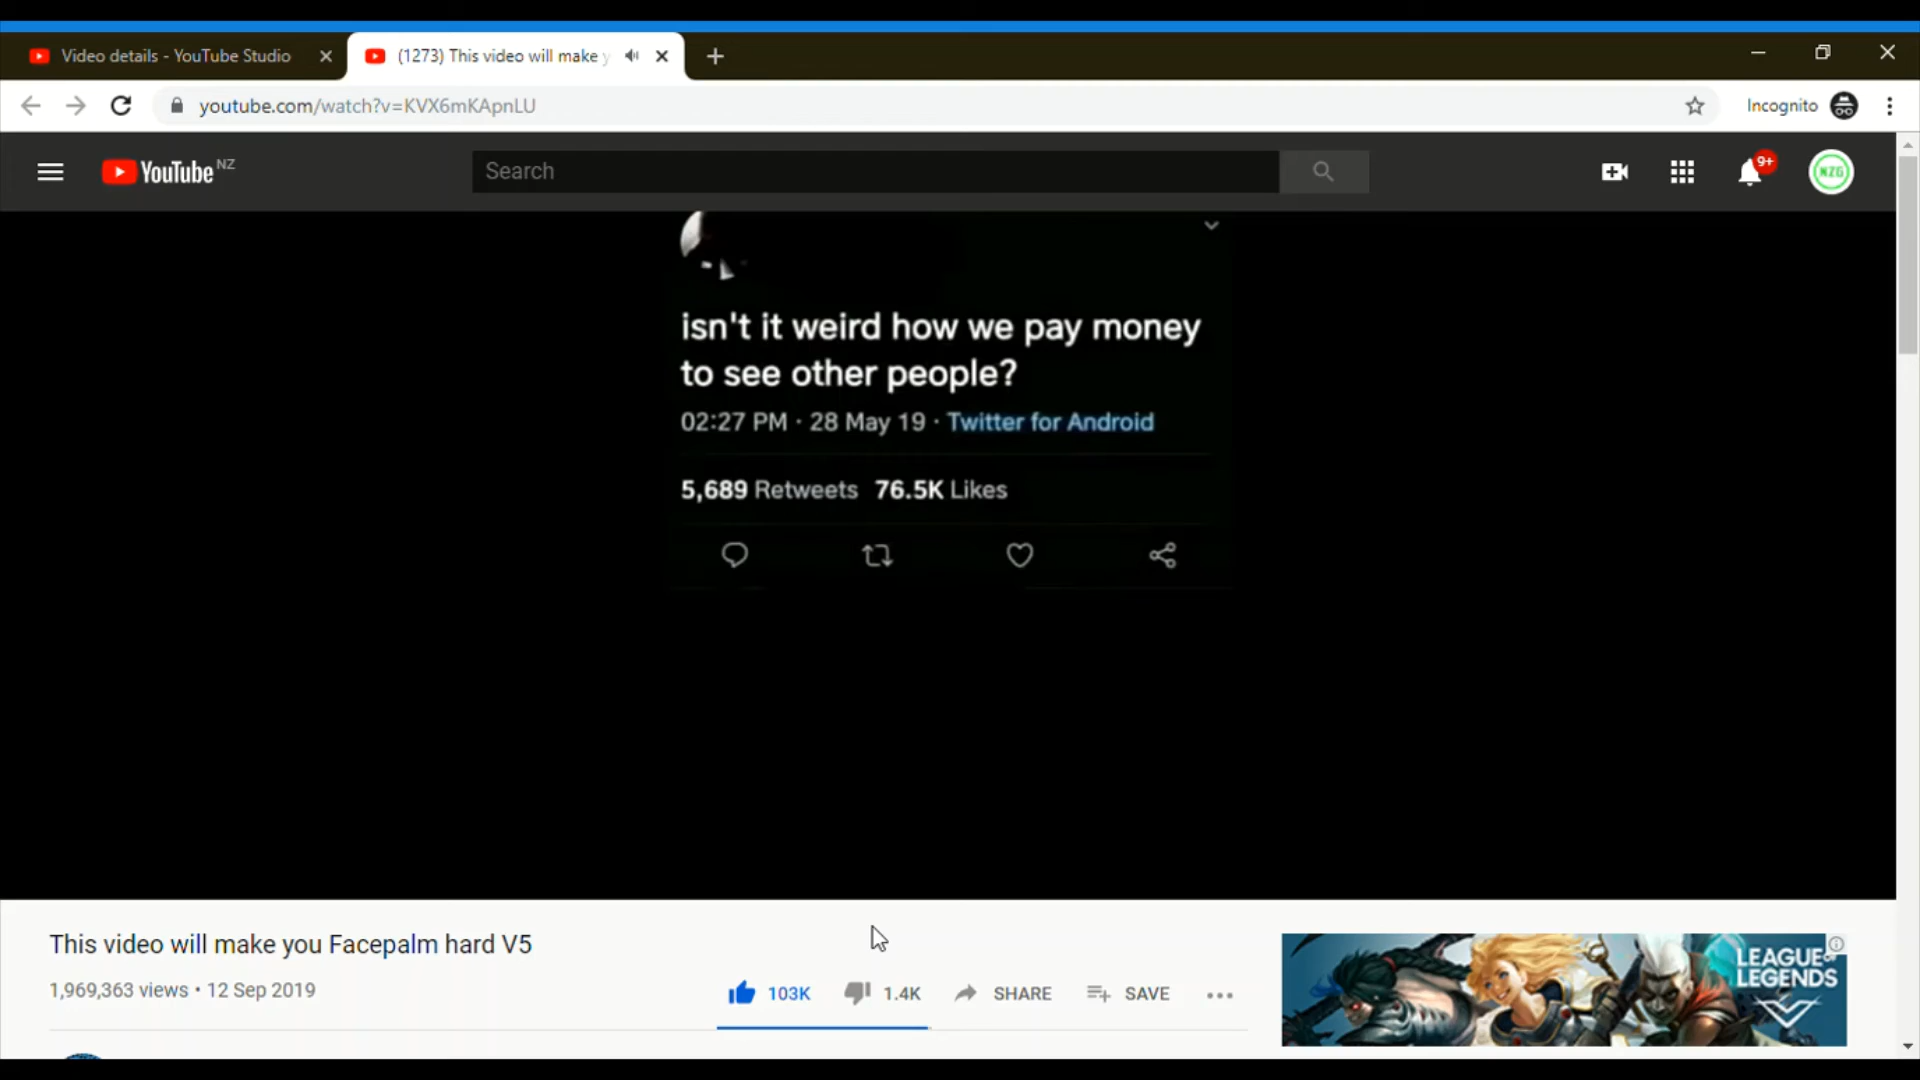 Video details - YouTube Studio
(1273) This video will make y
youtube.com/watch?v=KVX6mKApnLU
Incognito
YouTube NZ
Search
9+
NZG
isn't it weird how we pay money
to see other people?
02:27 PM · 28 May 19 · Twitter for Android
5,689 Retweets 76.5K Likes
This video will make you Facepalm hard V5
1,969,363 views • 12 Sep 2019
103K
1.4K
SHARE
SAVE
LEAGUE OF
LEGENDS